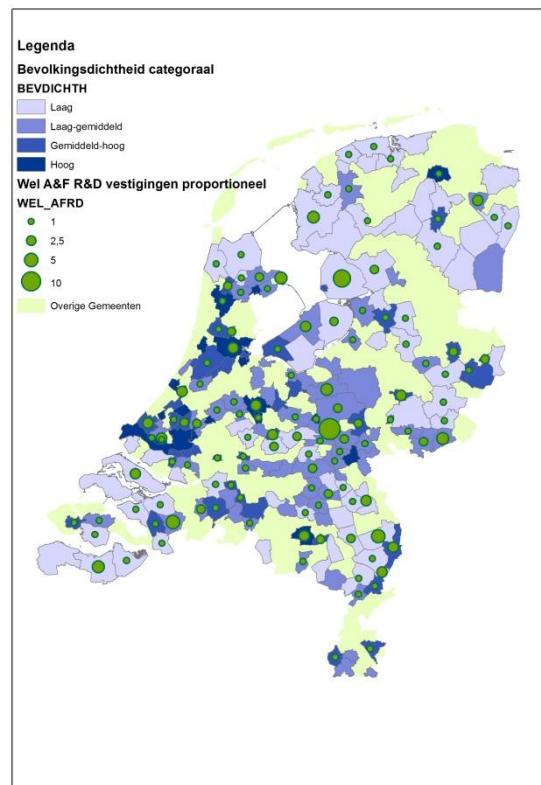 Legenda
Bevolkingsdichtheid categoraal
BEVDICHTH
Laag
Laag-gemiddeld
Gemiddeld-hoog
Hoog
Wel A&F R&D vestigingen proportioneel
WEL_AFRD
1
2,5
5
10
Overige Gemeenten